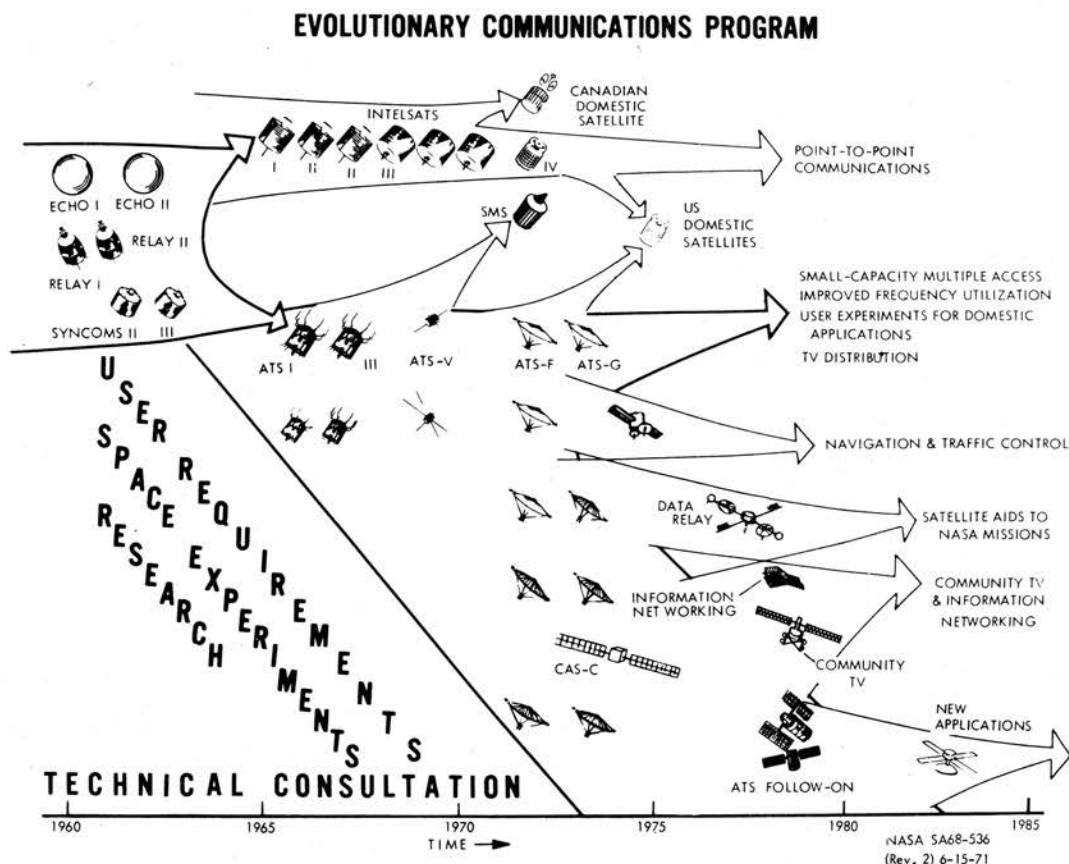 EVOLUTIONARY COMMUNICATIONS PROGRAM
INTELSATS
CANADIAN
DOMESTIC
SATELLITE
I
II
II
III
IV
POINT-TO-POINT
COMMUNICATIONS
ECHO I
ECHO II
RELAY II
RELAY I
SYNCOMS II
III
SMS
US
DOMESTIC
SATELLITES
SMALL-CAPACITY MULTIPLE ACCESS
IMPROVED FREQUENCY UTILIZATION
USER EXPERIMENTS FOR DOMESTIC
APPLICATIONS
TV DISTRIBUTION
ATS I
III
ATS-V
ATS-F
ATS-G
NAVIGATION & TRAFFIC CONTROL
DATA
RELAY
SATELLITE AIDS TO
NASA MISSIONS
INFORMATION
NET WORKING
COMMUNITY TV
& INFORMATION
NETWORKING
CAS-C
COMMUNITY
TV
NEW
APPLICATIONS
ATS FOLLOW-ON
USER REQUIREMENTS
SPACE EXPERIMENTS
RESEARCH
TECHNICAL CONSULTATION
1960
1965
1970
1975
1980
1985
TIME
NASA SA68-536
(Rev. 2) 6-15-71